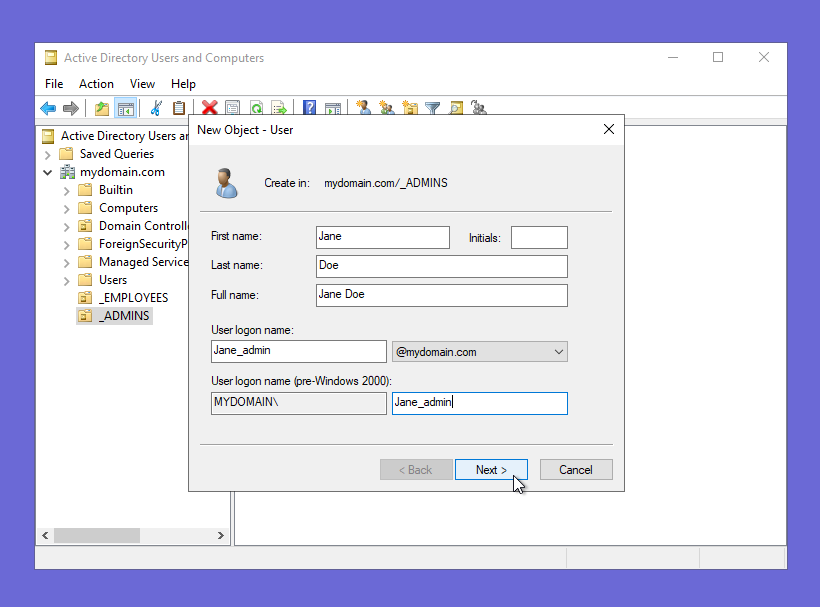 Active Directory Users and Computers
File Action View Help
Active Directory Users an
Saved Queries
mydomain.com
Builtin
Computers
Domain Controlle
ForeignSecurityP
Managed Service
Users
_EMPLOYEES
_ADMINS
New Object - User
Create in: mydomain.com/_ADMINS
First name: Jane Initials:
Last name: Doe
Full name: Jane Doe
User logon name:
Jane_admin @mydomain.com
User logon name (pre-Windows 2000):
MYDOMAIN\ Jane_admin
< Back Next > Cancel